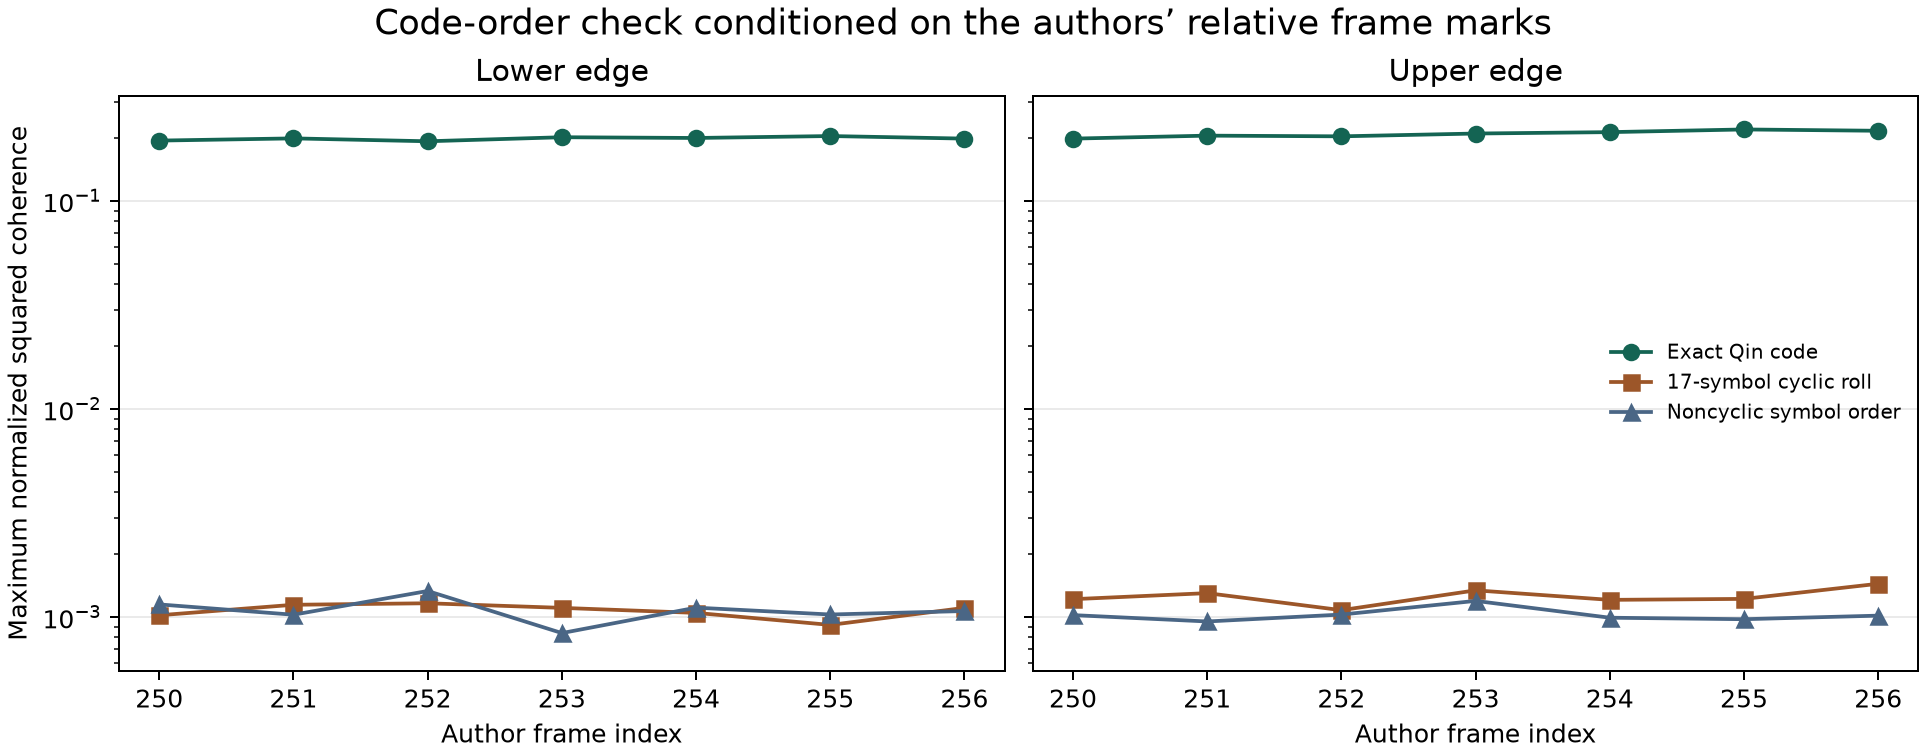 Code-order check conditioned on the authors’ relative frame marks
Lower edge
Upper edge
Maximum normalized squared coherence
10⁻¹
10⁻²
10⁻³
Exact Qin code
17-symbol cyclic roll
Noncyclic symbol order
250 251 252 253 254 255 256
250 251 252 253 254 255 256
Author frame index
Author frame index